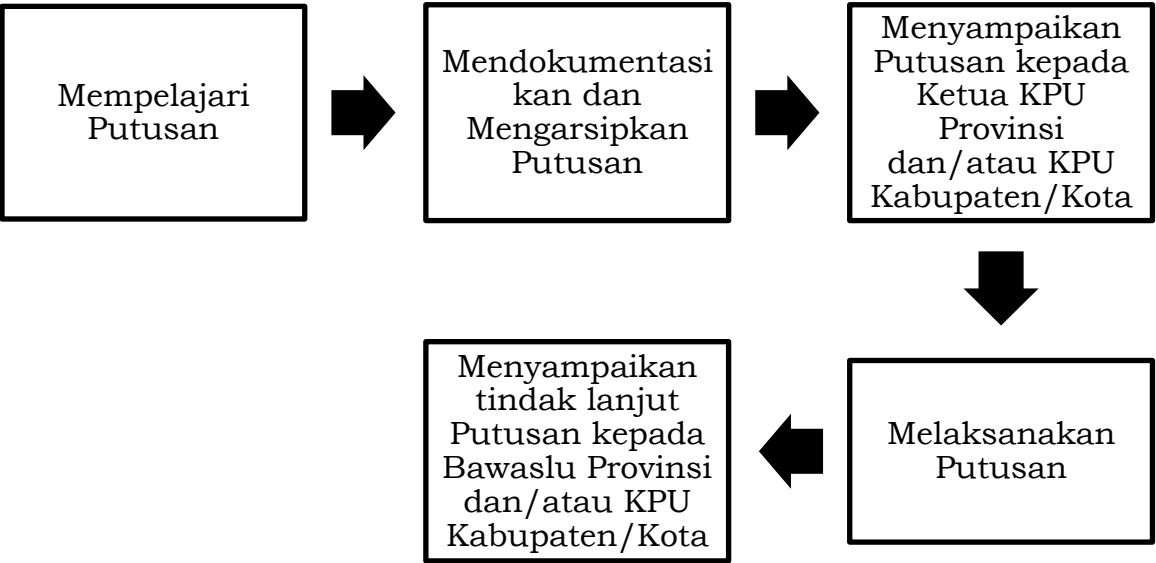 Mempelajari
Putusan
Mendokumentasi
kan dan
Mengarsipkan
Putusan
Menyampaikan
Putusan kepada
Ketua KPU
Provinsi
dan/atau KPU
Kabupaten/Kota
Melaksanakan
Putusan
Menyampaikan
tindak lanjut
Putusan kepada
Bawaslu Provinsi
dan/atau KPU
Kabupaten/Kota